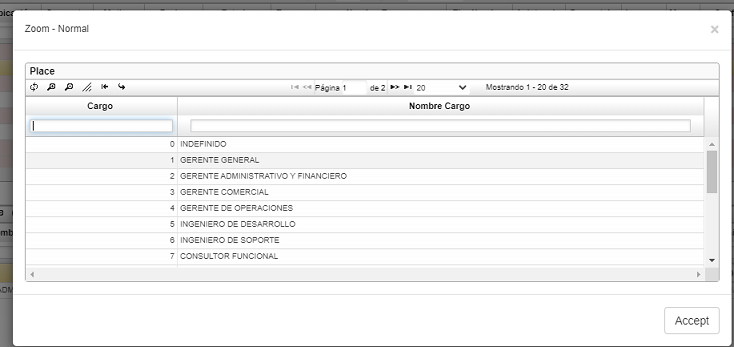 Zoom - Normal ×
Place
Página 1 de 2 20 Mostrando 1 - 20 de 32
Cargo Nombre Cargo
0 INDEFINIDO
1 GERENTE GENERAL
2 GERENTE ADMINISTRATIVO Y FINANCIERO
3 GERENTE COMERCIAL
4 GERENTE DE OPERACIONES
5 INGENIERO DE DESARROLLO
6 INGENIERO DE SOPORTE
7 CONSULTOR FUNCIONAL
Accept